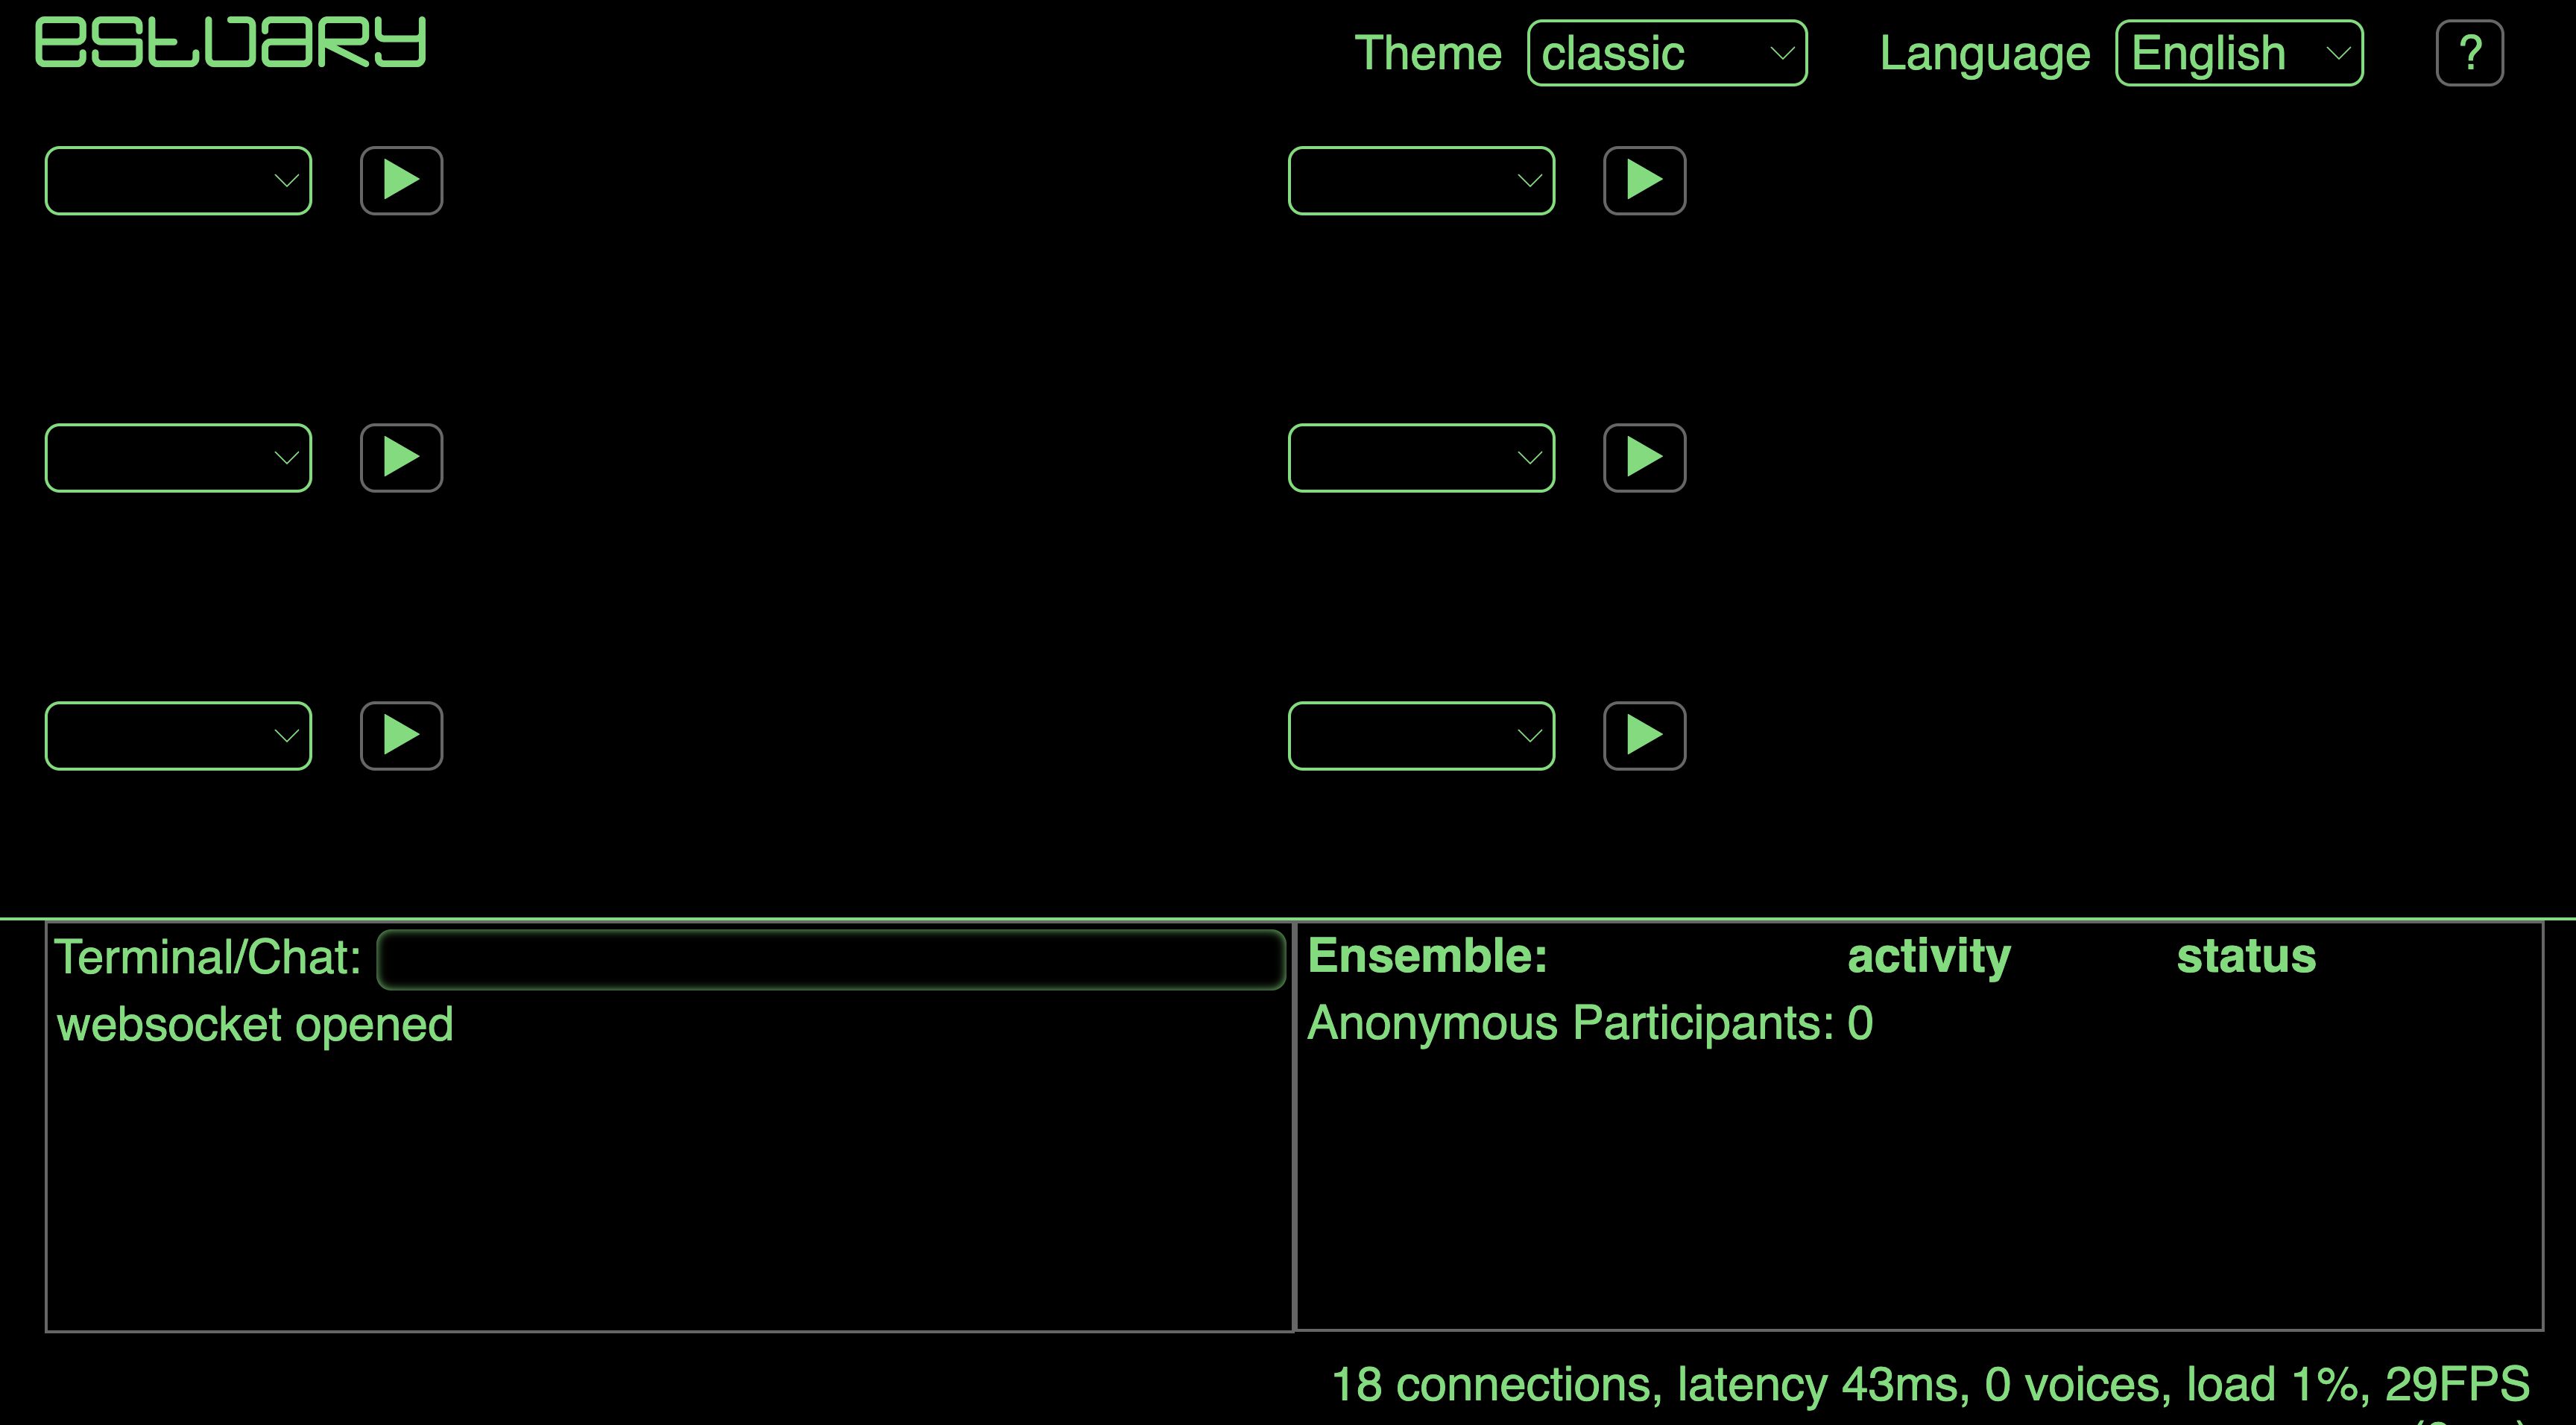 estuary
Theme classic Language English ?
Terminal/Chat:
websocket opened
Ensemble: activity status
Anonymous Participants: 0
18 connections, latency 43ms, 0 voices, load 1%, 29FPS